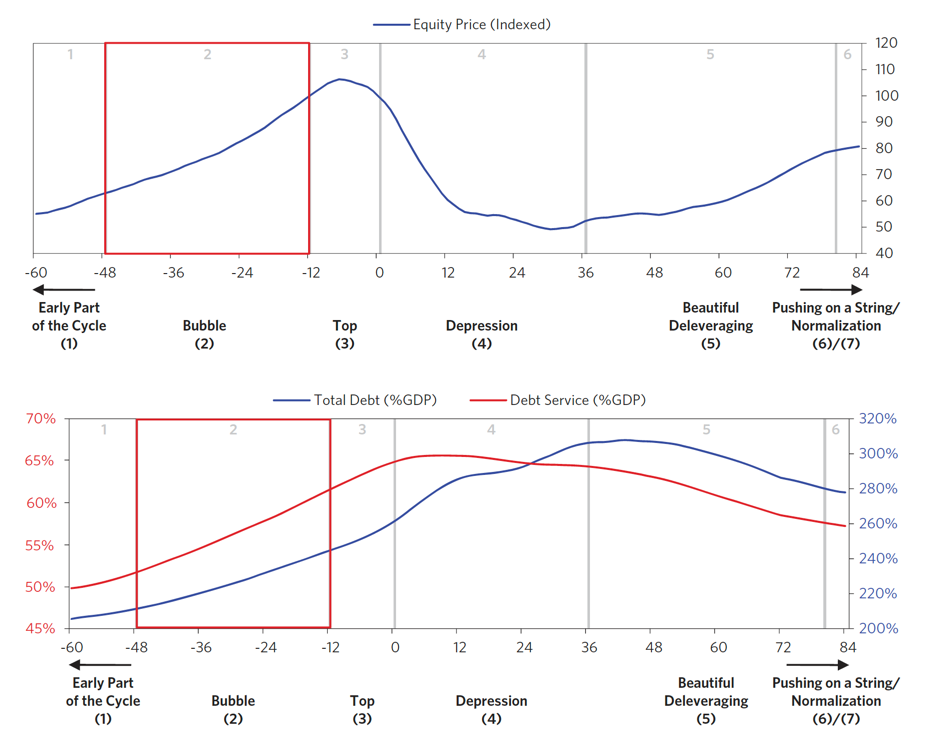 Equity Price (Indexed)
1 2 3 4 5 6
120
110
100
90
80
70
60
50
40
-60 -48 -36 -24 -12 0 12 24 36 48 60 72 84
Early Part
of the Cycle
(1)
Bubble
(2)
Top
(3)
Depression
(4)
Beautiful
Deleveraging
(5)
Pushing on a String/
Normalization
(6)/(7)
Total Debt (%GDP) Debt Service (%GDP)
1 2 3 4 5 6
70%
65%
60%
55%
50%
45%
320%
300%
280%
260%
240%
220%
200%
-60 -48 -36 -24 -12 0 12 24 36 48 60 72 84
Early Part
of the Cycle
(1)
Bubble
(2)
Top
(3)
Depression
(4)
Beautiful
Deleveraging
(5)
Pushing on a String/
Normalization
(6)/(7)